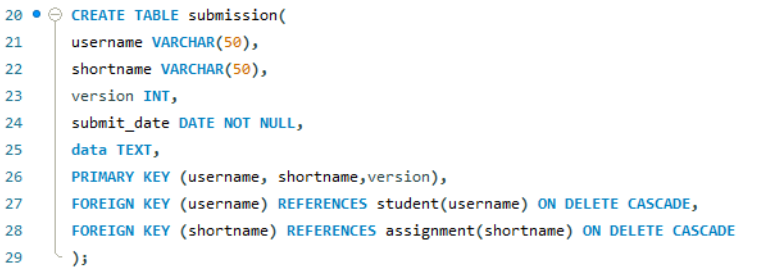 20 CREATE TABLE submission(
21 username VARCHAR(50),
22 shortname VARCHAR(50),
23 version INT,
24 submit_date DATE NOT NULL,
25 data TEXT,
26 PRIMARY KEY (username, shortname,version),
27 FOREIGN KEY (username) REFERENCES student(username) ON DELETE CASCADE,
28 FOREIGN KEY (shortname) REFERENCES assignment(shortname) ON DELETE CASCADE
29 );